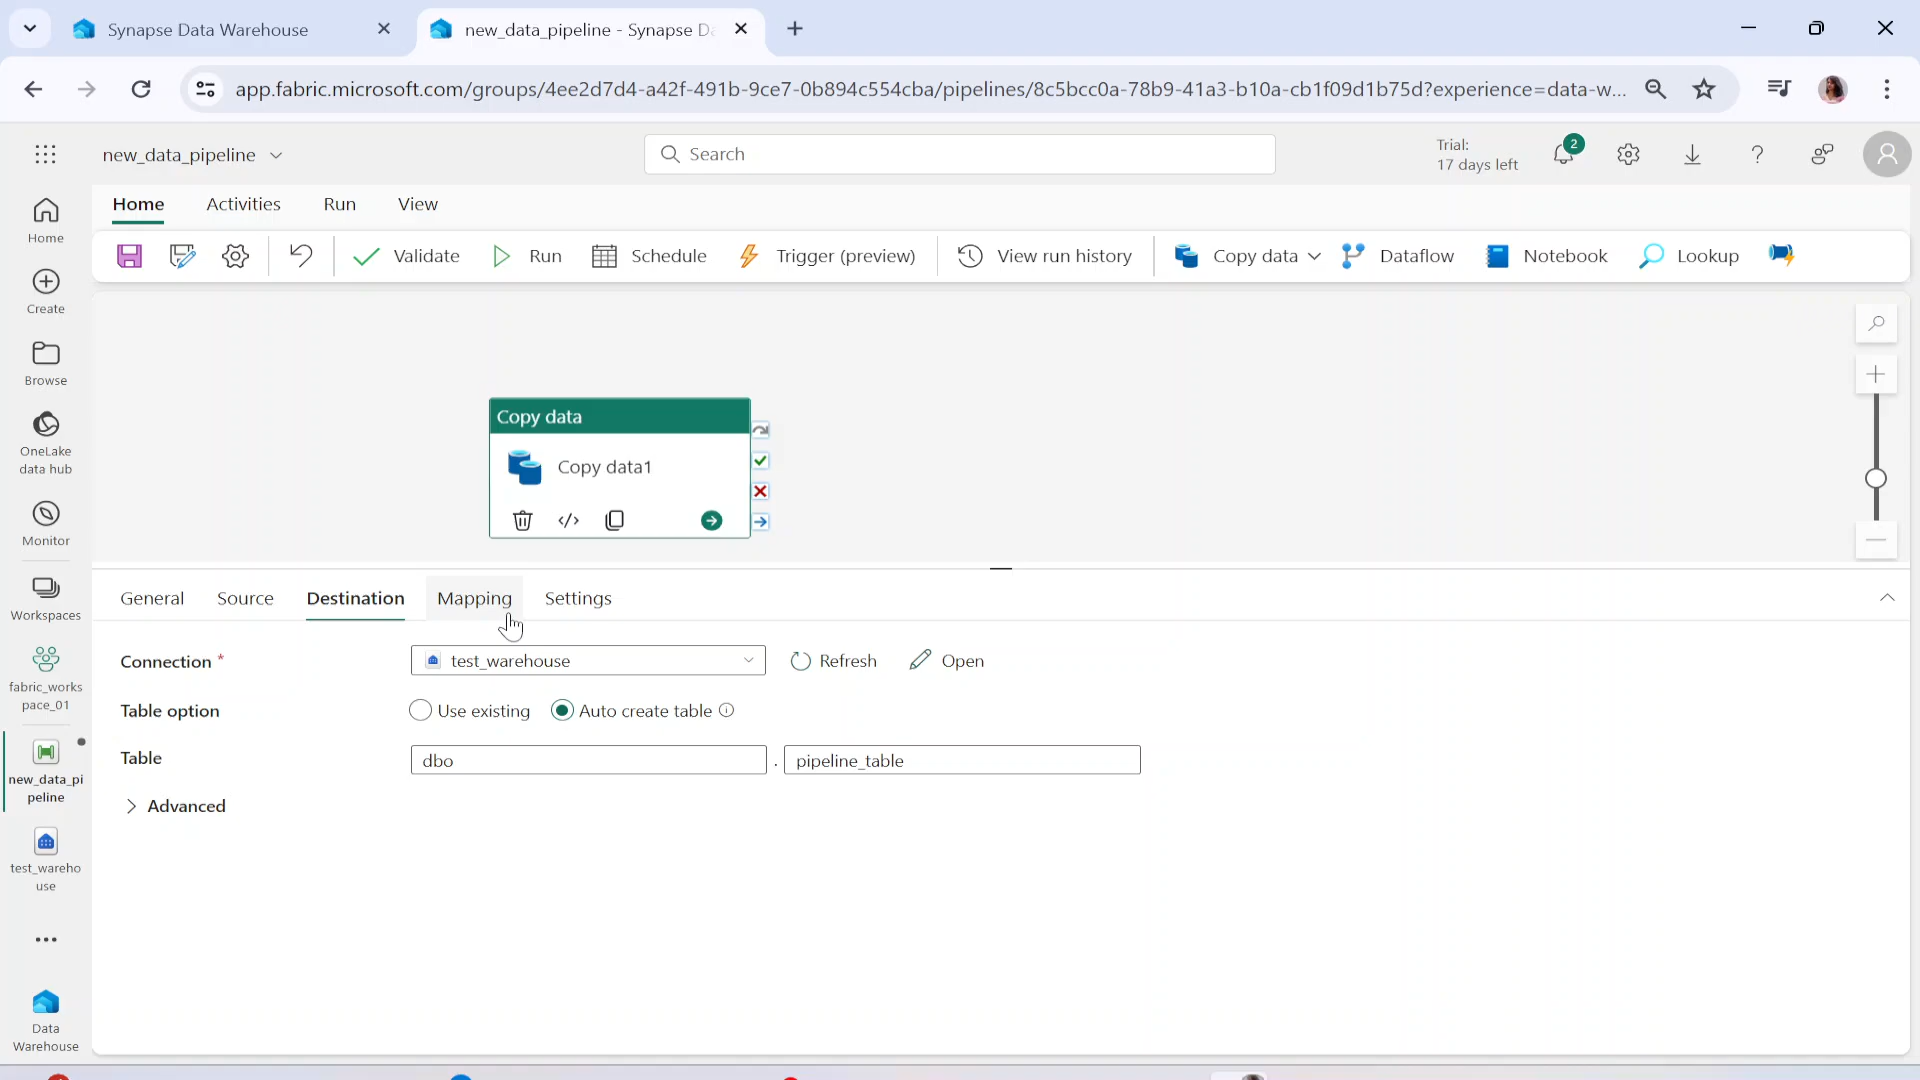 Synapse Data Warehouse
new_data_pipeline - Synapse Da
app.fabric.microsoft.com/groups/4ee2d7d4-a42f-491b-9ce7-0b894c554cba/pipelines/8c5bcc0a-78b9-41a3-b10a-cb1f09d1b75d?experience=data-w...
new_data_pipeline
Search
Trial:
17 days left
2
Home
Activities
Run
View
Validate
Run
Schedule
Trigger (preview)
View run history
Copy data
Dataflow
Notebook
Lookup
Home
Create
Browse
OneLake
data hub
Monitor
Workspaces
fabric_works
pace_01
new_data_pi
peline
test_wareho
use
Data
Warehouse
Copy data
Copy data1
General
Source
Destination
Mapping
Settings
Connection *
test_warehouse
Refresh
Open
Table option
Use existing
Auto create table
Table
dbo
.
pipeline_table
Advanced